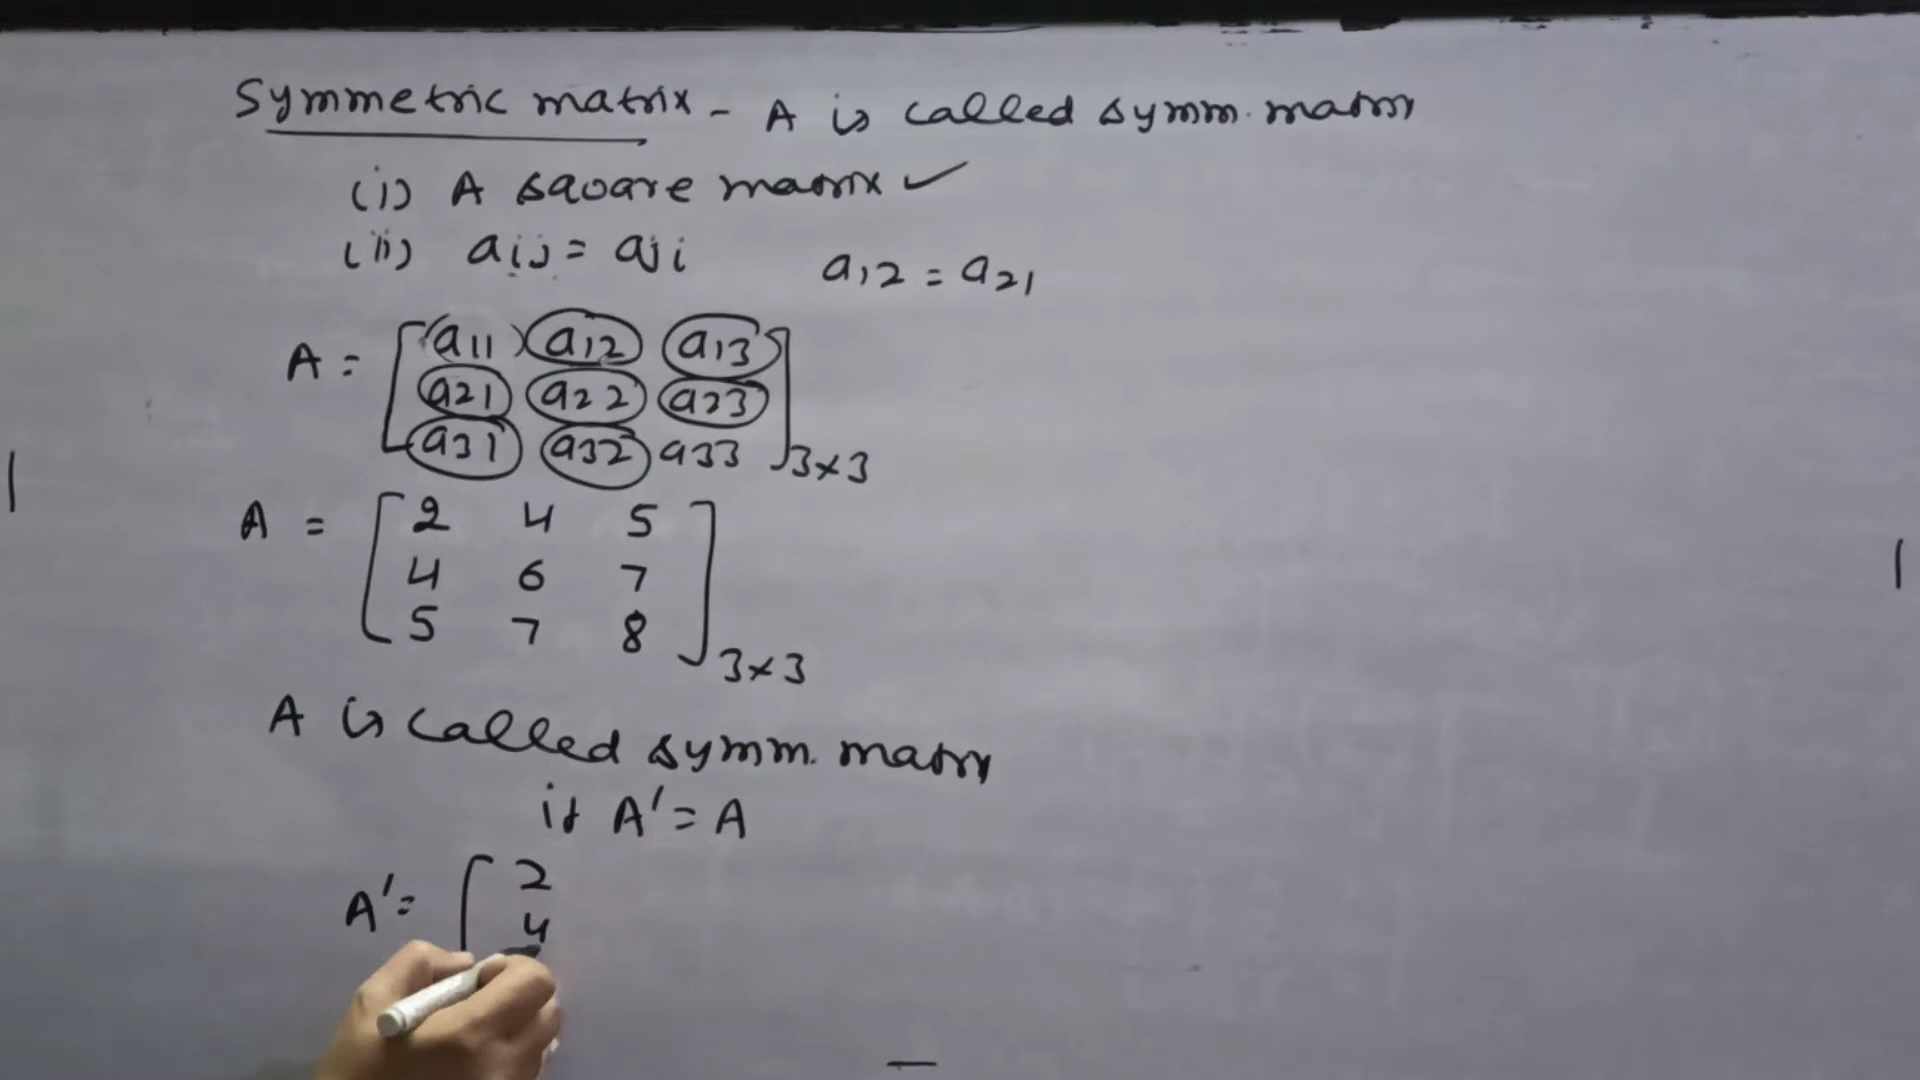 Symmetric matrix - A is called symm. matrix
(i) A square matrix ✓
(ii) aij = aji    a12 = a21
A = [a11 a12 a13
a21 a22 a23
a31 a32 a33] 3×3
A = [2 4 5
4 6 7
5 7 8] 3×3
A is called symm. matrix
if A' = A
A' = [2
4